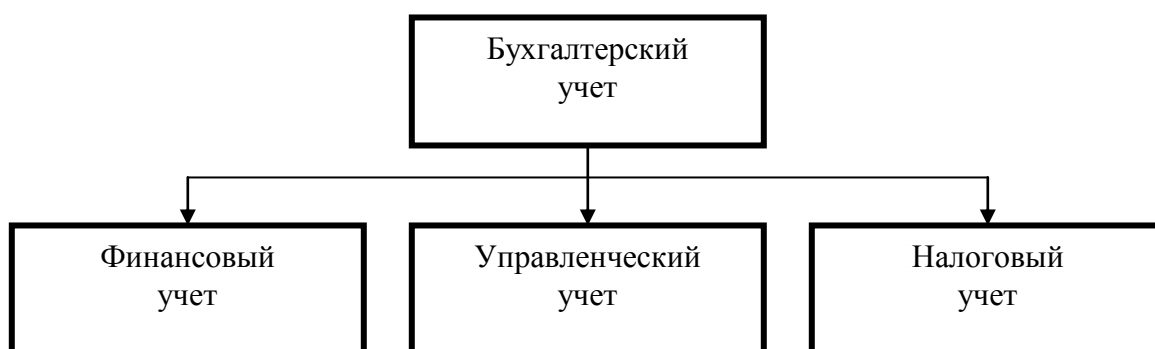 Бухгалтерский
учет
Финансовый
учет
Управленческий
учет
Налоговый
учет